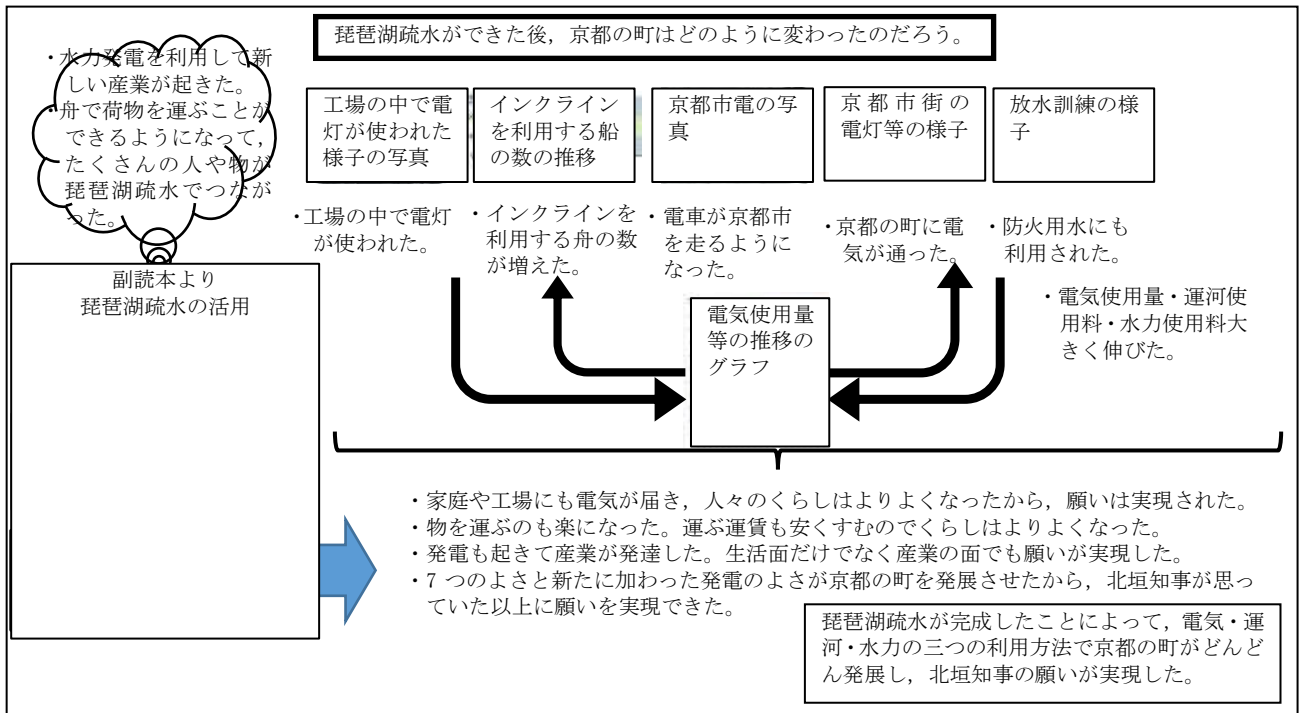 琵琶湖疏水ができた後，京都の町はどのように変わったのだろう。
・水力発電を利用して新
しい産業が起きた。
・舟で荷物を運ぶことが
できるようになって，
たくさんの人や物が
琵琶湖疏水でつなが
った。
工場の中で電
灯が使われた
様子の写真
インクライン
を利用する船
の数の推移
京都市電の写
真
京都市街の
電灯等の様子
放水訓練の様
子
・工場の中で電灯
が使われた。
・インクラインを
利用する舟の数
が増えた。
・電車が京都市
を走るように
なった。
・京都の町に電
気が通った。
・防火用水にも
利用された。
・電気使用量・運河使
用料・水力使用料大
きく伸びた。
副読本より
琵琶湖疏水の活用
電気使用量
等の推移の
グラフ
・家庭や工場にも電気が届き，人々のくらしはよりよくなったから，願いは実現された。
・物を運ぶのも楽になった。運ぶ運賃も安くすむのでくらしはよりよくなった。
・発電も起きて産業が発達した。生活面だけでなく産業の面でも願いが実現した。
・7 つのよさと新たに加わった発電のよさが京都の町を発展させたから，北垣知事が思っ
ていた以上に願いを実現できた。
琵琶湖疏水が完成したことによって，電気・運
河・水力の三つの利用方法で京都の町がどんど
ん発展し，北垣知事の願いが実現した。